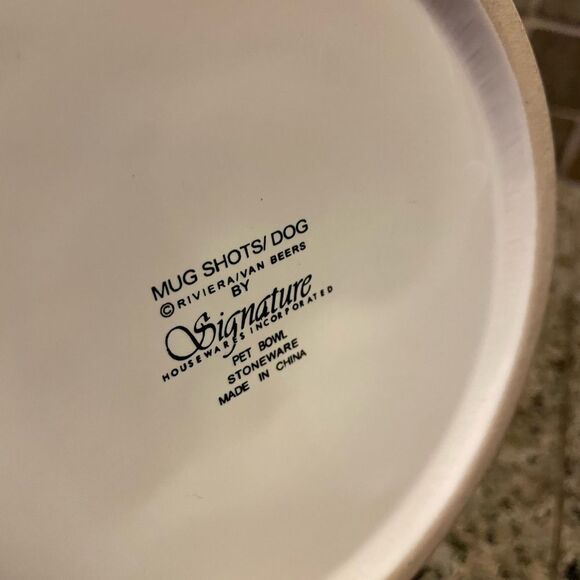 MUG SHOTS/ DOG
©RIVIERA/VAN BEERS
BY
Signature
HOUSEWARES INCORPORATED
PET BOWL
STONEWARE
MADE IN CHINA